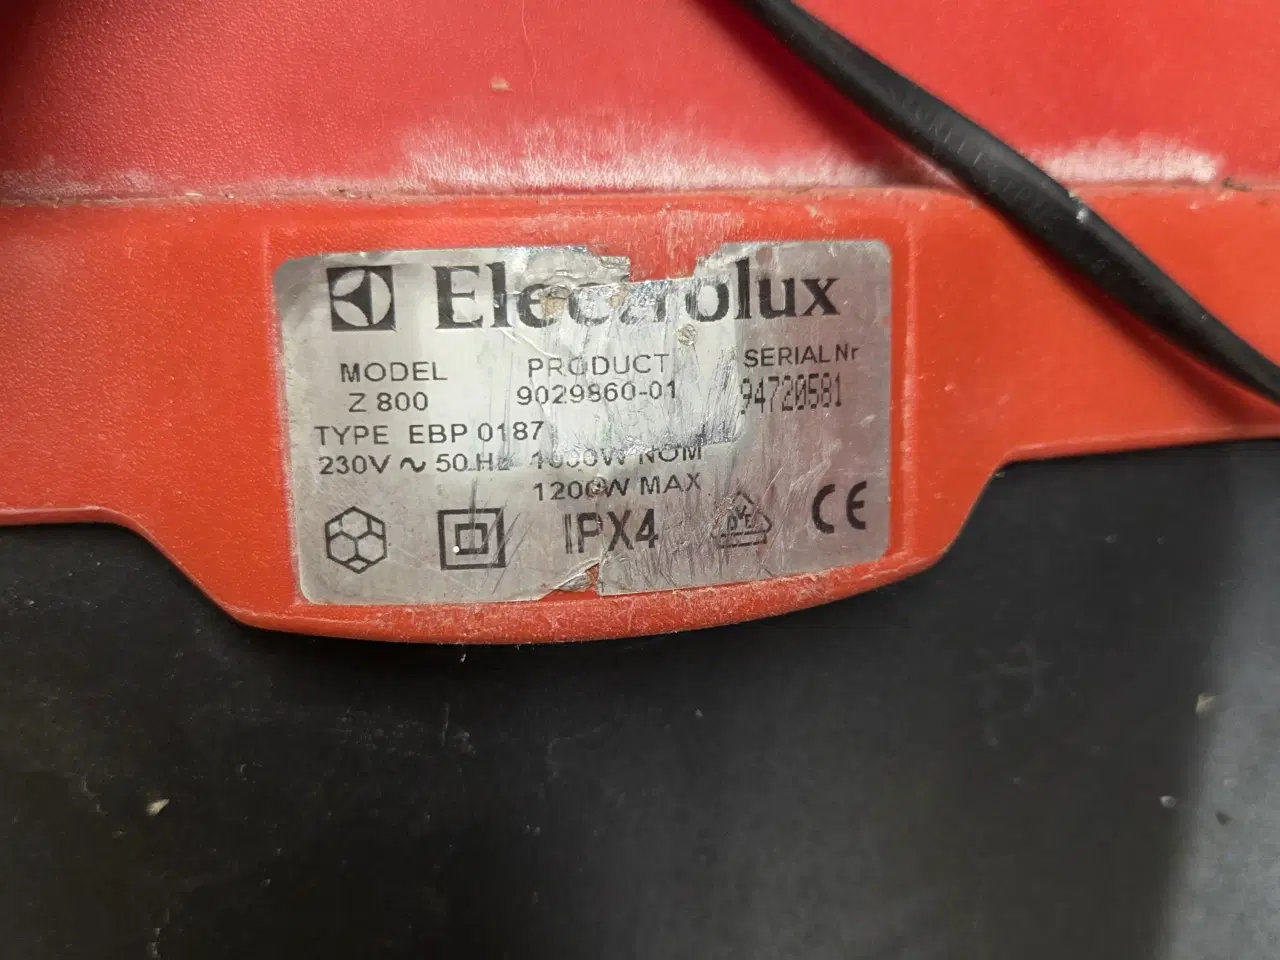 Electrolux
MODEL PRODUCT SERIAL Nr
Z 800 9029860-01 94720581
TYPE EBP 0187
230V ~ 50 Hz 1000W NOM
1200W MAX
IPX4 DVE CE